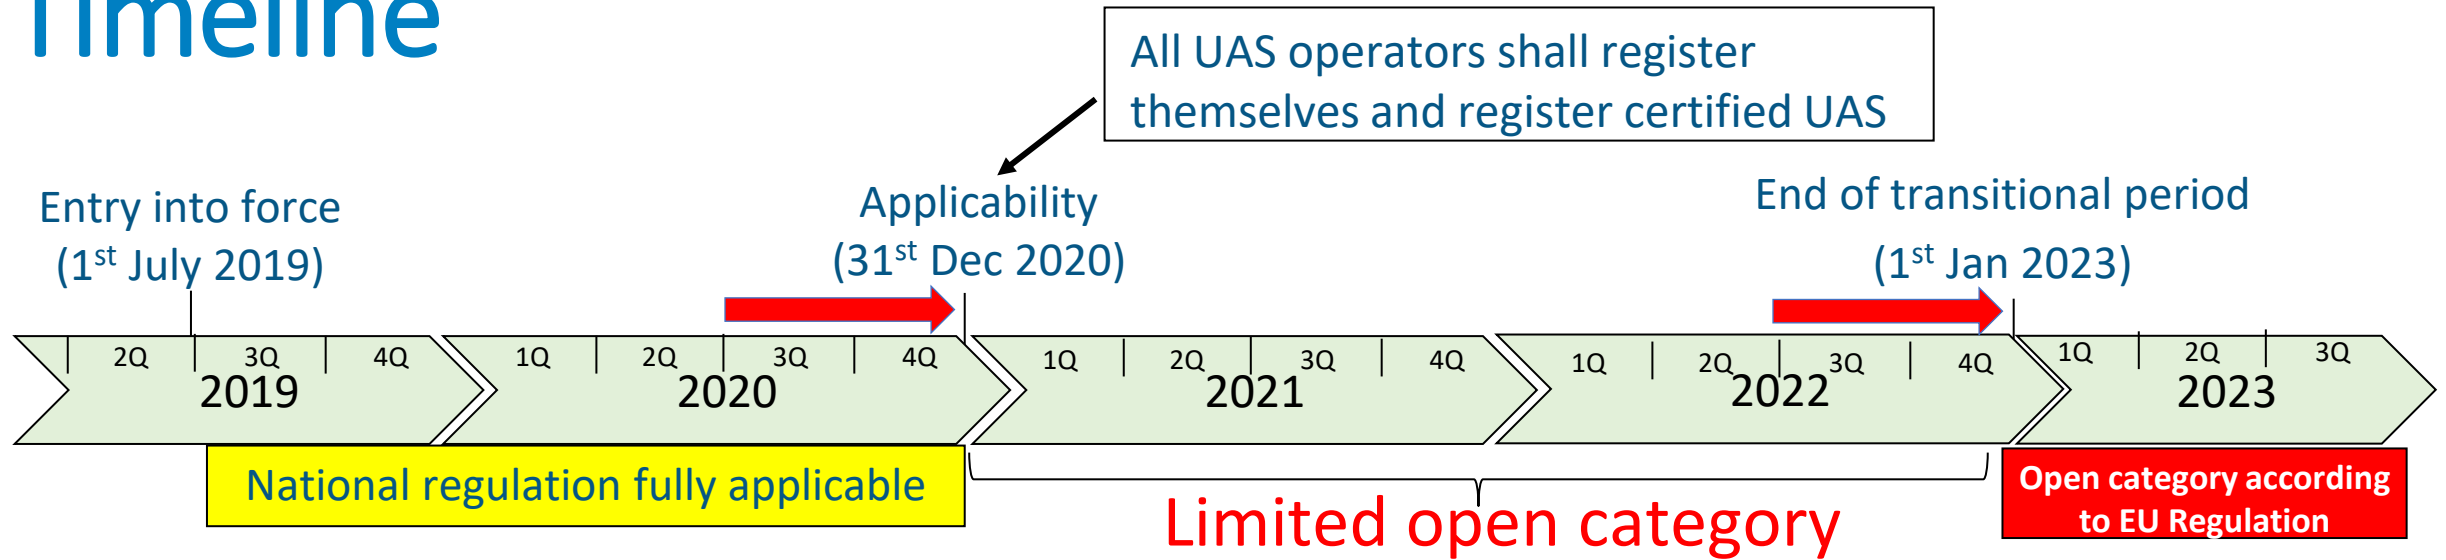 Timeline
All UAS operators shall register
themselves and register certified UAS
Entry into force
(1st July 2019)
Applicability
(31st Dec 2020)
End of transitional period
(1st Jan 2023)
2Q 3Q 4Q 1Q 2Q 3Q 4Q 1Q 2Q 3Q 4Q 1Q 2Q 3Q 4Q 1Q 2Q 3Q
2019 2020 2021 2022 2023
National regulation fully applicable
Limited open category
Open category according
to EU Regulation